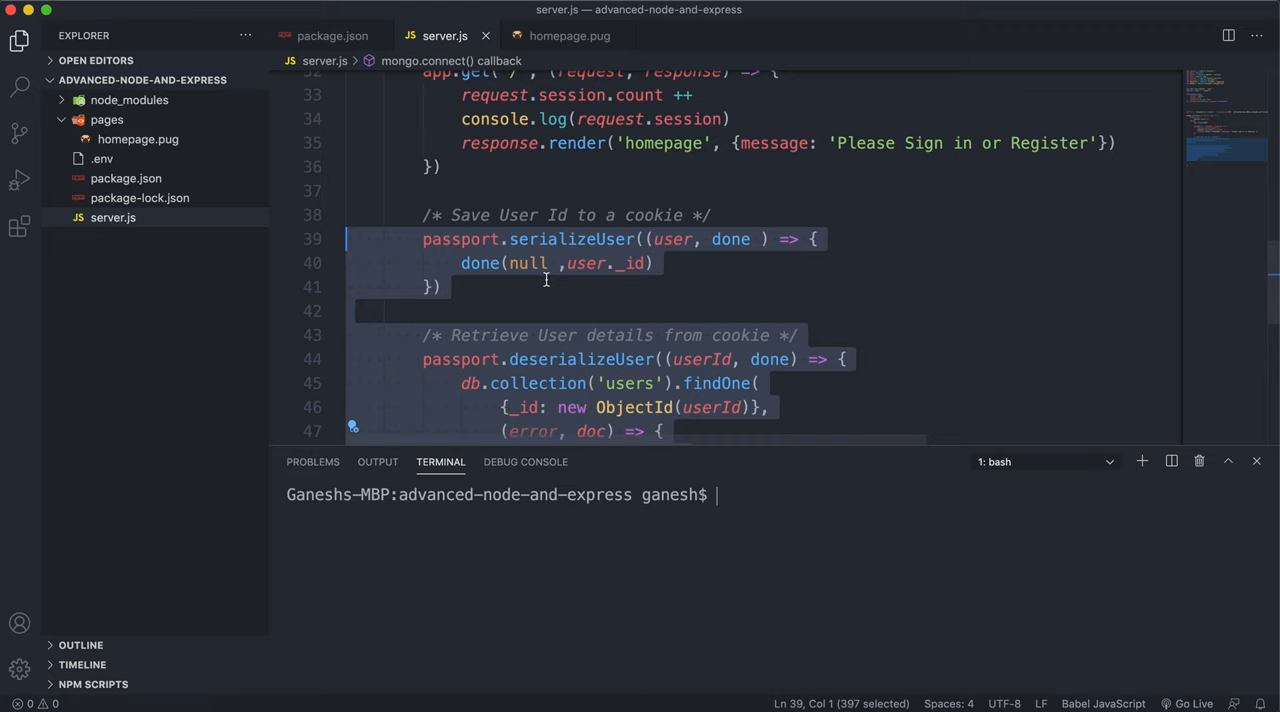 server.js — advanced-node-and-express
EXPLORER
package.json
JS server.js
homepage.pug
OPEN EDITORS
JS server.js > mongo.connect() callback
ADVANCED-NODE-AND-EXPRESS
node_modules
pages
homepage.pug
.env
package.json
package-lock.json
JS server.js
32 app.get('/', (request, response) => {
33 request.session.count ++
34 console.log(request.session)
35 response.render('homepage', {message: 'Please Sign in or Register'})
36 })
37
38 /* Save User Id to a cookie */
39 passport.serializeUser((user, done ) => {
40 done(null ,user._id)
41 })
42
43 /* Retrieve User details from cookie */
44 passport.deserializeUser((userId, done) => {
45 db.collection('users').findOne(
46 {_id: new ObjectId(userId)},
47 (error, doc) => {
PROBLEMS OUTPUT TERMINAL DEBUG CONSOLE 1: bash
Ganeshs-MBP:advanced-node-and-express ganesh$
OUTLINE
TIMELINE
NPM SCRIPTS
0 0 Ln 39, Col 1 (397 selected) Spaces: 4 UTF-8 LF Babel JavaScript Go Live